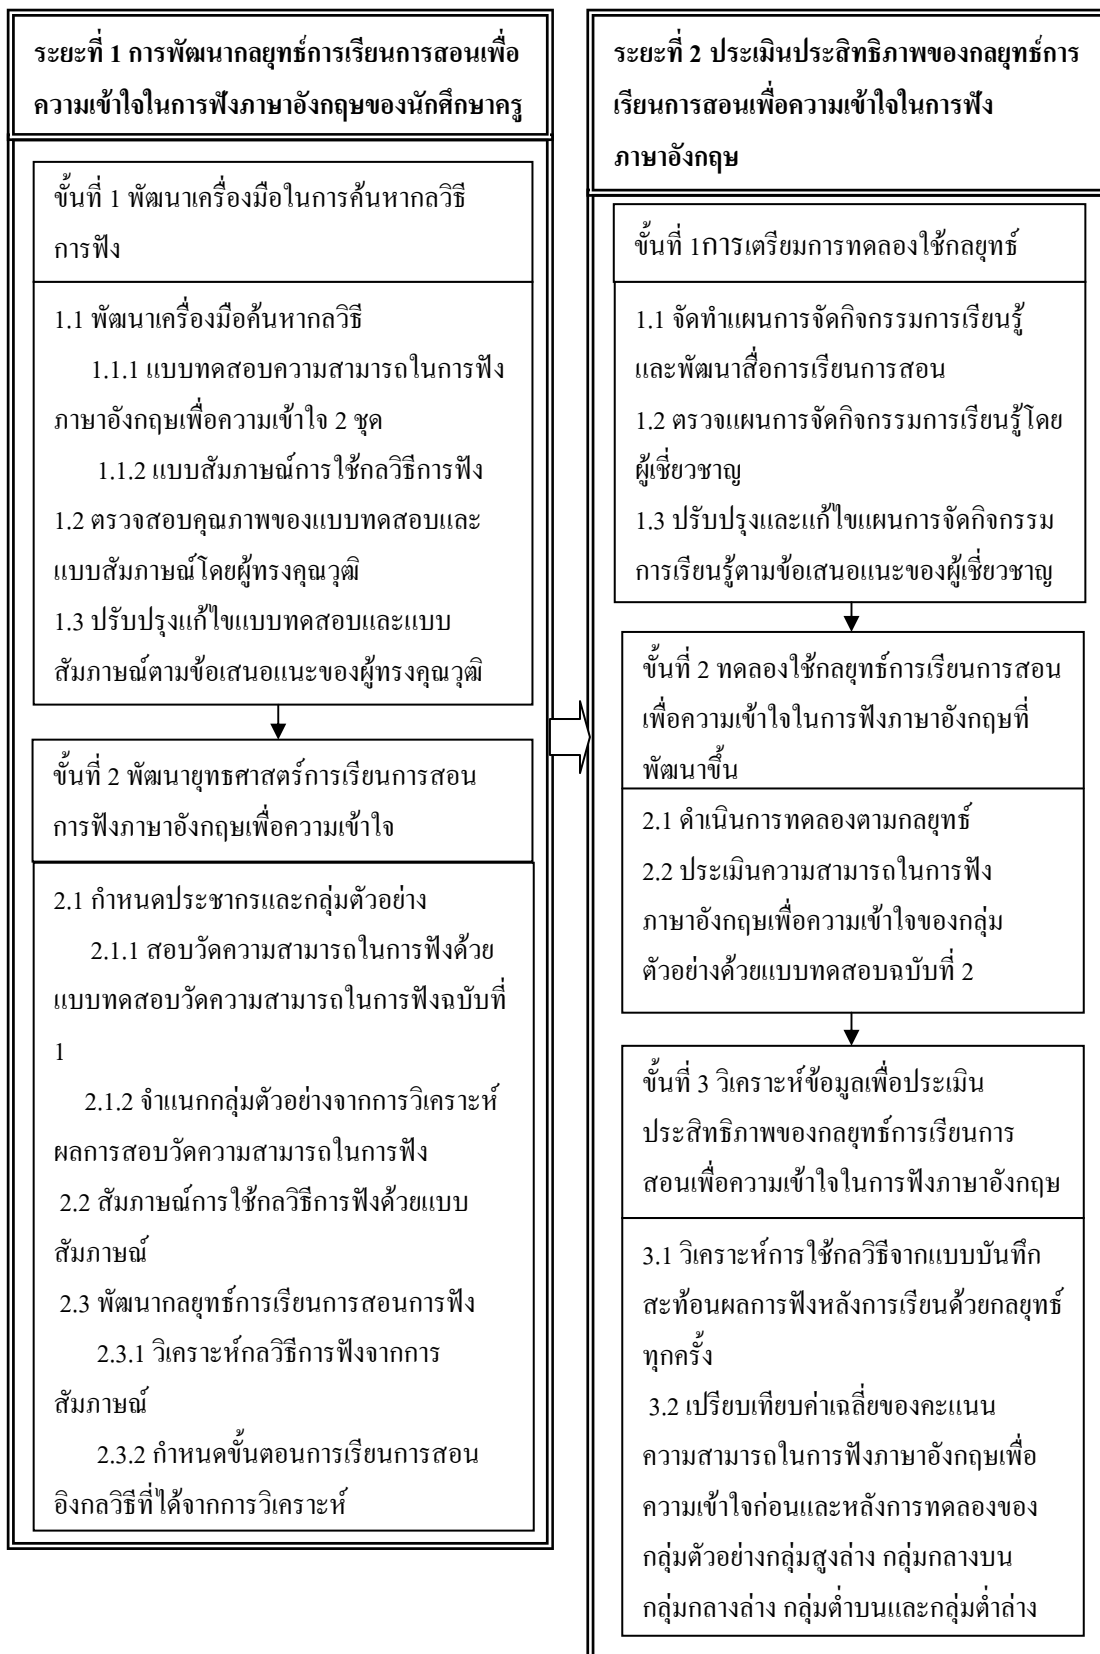 ระยะที่ 1 การพัฒนากลยุทธ์การเรียนการสอนเพื่อ
ความเข้าใจในการฟังภาษาอังกฤษของนักศึกษาครู
ขั้นที่ 1 พัฒนาเครื่องมือในการค้นหากลวิธี
การฟัง
1.1 พัฒนาเครื่องมือค้นหากลวิธี
1.1.1 แบบทดสอบความสามารถในการฟัง
ภาษาอังกฤษเพื่อความเข้าใจ 2 ชุด
1.1.2 แบบสัมภาษณ์การใช้กลวิธีการฟัง
1.2 ตรวจสอบคุณภาพของแบบทดสอบและ
แบบสัมภาษณ์โดยผู้ทรงคุณวุฒิ
1.3 ปรับปรุงแก้ไขแบบทดสอบและแบบ
สัมภาษณ์ตามข้อเสนอแนะของผู้ทรงคุณวุฒิ
ขั้นที่ 2 พัฒนายุทธศาสตร์การเรียนการสอน
การฟังภาษาอังกฤษเพื่อความเข้าใจ
2.1 กำหนดประชากรและกลุ่มตัวอย่าง
2.1.1 สอบวัดความสามารถในการฟังด้วย
แบบทดสอบวัดความสามารถในการฟังฉบับที่
1
2.1.2 จำแนกกลุ่มตัวอย่างจากการวิเคราะห์
ผลการสอบวัดความสามารถในการฟัง
2.2 สัมภาษณ์การใช้กลวิธีการฟังด้วยแบบ
สัมภาษณ์
2.3 พัฒนากลยุทธ์การเรียนการสอนการฟัง
2.3.1 วิเคราะห์กลวิธีการฟังจากการ
สัมภาษณ์
2.3.2 กำหนดขั้นตอนการเรียนการสอน
อิงกลวิธีที่ได้จากการวิเคราะห์
ระยะที่ 2 ประเมินประสิทธิภาพของกลยุทธ์การ
เรียนการสอนเพื่อความเข้าใจในการฟัง
ภาษาอังกฤษ
ขั้นที่ 1การเตรียมการทดลองใช้กลยุทธ์
1.1 จัดทำแผนการจัดกิจกรรมการเรียนรู้
และพัฒนาสื่อการเรียนการสอน
1.2 ตรวจแผนการจัดกิจกรรมการเรียนรู้โดย
ผู้เชี่ยวชาญ
1.3 ปรับปรุงและแก้ไขแผนการจัดกิจกรรม
การเรียนรู้ตามข้อเสนอแนะของผู้เชี่ยวชาญ
ขั้นที่ 2 ทดลองใช้กลยุทธ์การเรียนการสอน
เพื่อความเข้าใจในการฟังภาษาอังกฤษที่
พัฒนาขึ้น
2.1 ดำเนินการทดลองตามกลยุทธ์
2.2 ประเมินความสามารถในการฟัง
ภาษาอังกฤษเพื่อความเข้าใจของกลุ่ม
ตัวอย่างด้วยแบบทดสอบฉบับที่ 2
ขั้นที่ 3 วิเคราะห์ข้อมูลเพื่อประเมิน
ประสิทธิภาพของกลยุทธ์การเรียนการ
สอนเพื่อความเข้าใจในการฟังภาษาอังกฤษ
3.1 วิเคราะห์การใช้กลวิธีจากแบบบันทึก
สะท้อนผลการฟังหลังการเรียนด้วยกลยุทธ์
ทุกครั้ง
3.2 เปรียบเทียบค่าเฉลี่ยของคะแนน
ความสามารถในการฟังภาษาอังกฤษเพื่อ
ความเข้าใจก่อนและหลังการทดลองของ
กลุ่มตัวอย่างกลุ่มสูงล่าง กลุ่มกลางบน
กลุ่มกลางล่าง กลุ่มต่ำบนและกลุ่มต่ำล่าง